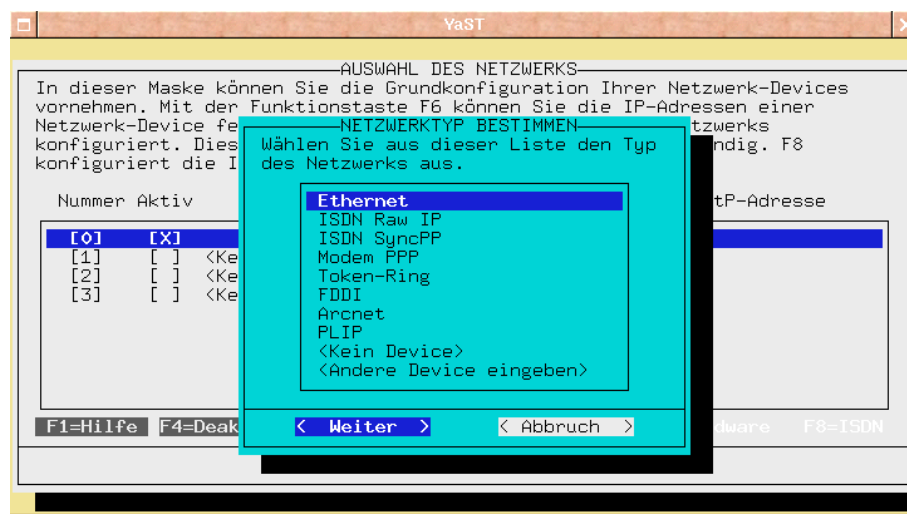 YaST
AUSWAHL DES NETZWERKS
In dieser Maske können Sie die Grundkonfiguration Ihrer Netzwerk-Devices
vornehmen. Mit der Funktionstaste F6 können Sie die IP-Adressen einer
Netzwerk-Device fe tzwerks
konfiguriert. Dies ndig. F8
konfiguriert die I
NETZWERKTYP BESTIMMEN
Wählen Sie aus dieser Liste den Typ
des Netzwerks aus.
Nummer Aktiv tP-Adresse
[0] [X]
[1] [ ] <Ke
[2] [ ] <Ke
[3] [ ] <Ke
Ethernet
ISDN Raw IP
ISDN SyncPP
Modem PPP
Token-Ring
FDDI
Arcnet
PLIP
<Kein Device>
<Andere Device eingeben>
< Weiter > < Abbruch >
F1=Hilfe F4=Deak dware F8=ISDN